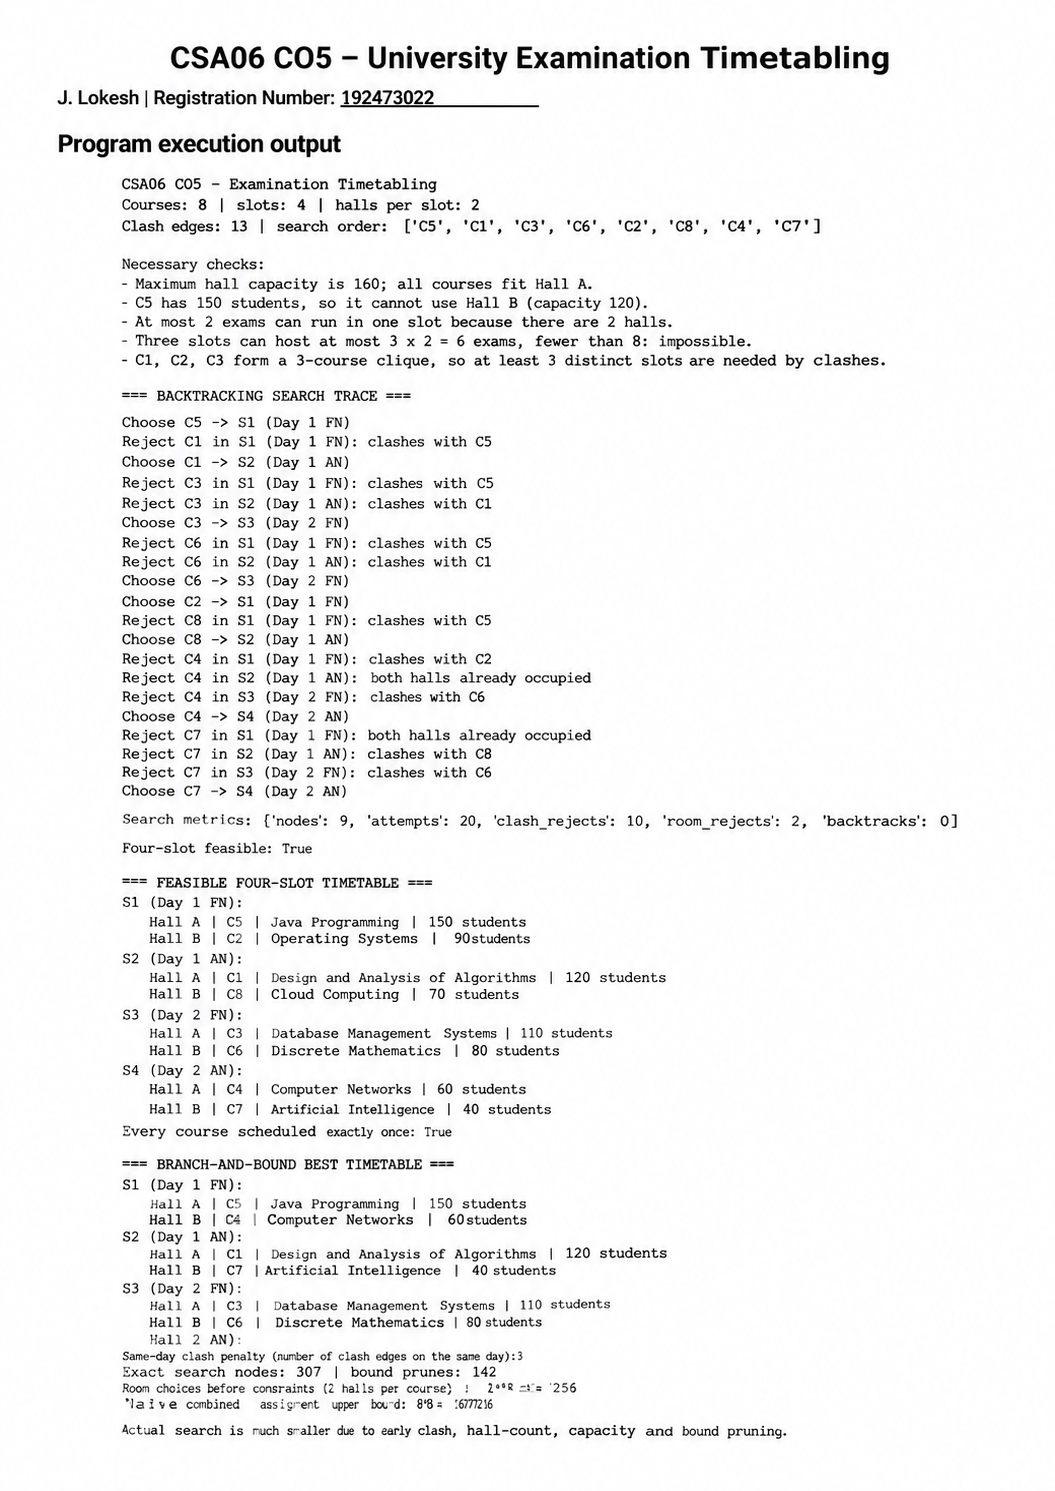 CSA06 CO5 – University Examination Timetabling
J. Lokesh | Registration Number: 192473022
Program execution output
CSA06 CO5 – Examination Timetabling
Courses: 8 | slots: 4 | halls per slot: 2
Clash edges: 13 | search order: ['C5', 'C1', 'C3', 'C6', 'C2', 'C8', 'C4', 'C7']
Necessary checks:
- Maximum hall capacity is 160; all courses fit Hall A.
- C5 has 150 students, so it cannot use Hall B (capacity 120).
- At most 2 exams can run in one slot because there are 2 halls.
- Three slots can host at most 3 x 2 = 6 exams, fewer than 8: impossible.
- C1, C2, C3 form a 3-course clique, so at least 3 distinct slots are needed by clashes.
=== BACKTRACKING SEARCH TRACE ===
Choose C5 -> S1 (Day 1 FN)
Reject C1 in S1 (Day 1 FN): clashes with C5
Choose C1 -> S2 (Day 1 AN)
Reject C3 in S1 (Day 1 FN): clashes with C5
Reject C3 in S2 (Day 1 AN): clashes with C1
Choose C3 -> S3 (Day 2 FN)
Reject C6 in S1 (Day 1 FN): clashes with C5
Reject C6 in S2 (Day 1 AN): clashes with C1
Choose C6 -> S3 (Day 2 FN)
Choose C2 -> S1 (Day 1 FN)
Reject C8 in S1 (Day 1 FN): clashes with C5
Choose C8 -> S2 (Day 1 AN)
Reject C4 in S1 (Day 1 FN): clashes with C2
Reject C4 in S2 (Day 1 AN): both halls already occupied
Reject C4 in S3 (Day 2 FN): clashes with C6
Choose C4 -> S4 (Day 2 AN)
Reject C7 in S1 (Day 1 FN): both halls already occupied
Reject C7 in S2 (Day 1 AN): clashes with C8
Reject C7 in S3 (Day 2 FN): clashes with C6
Choose C7 -> S4 (Day 2 AN)
Search metrics: {'nodes': 9, 'attempts': 20, 'clash_rejects': 10, 'room_rejects': 2, 'backtracks': 0]
Four-slot feasible: True
=== FEASIBLE FOUR-SLOT TIMETABLE ===
S1 (Day 1 FN):
Hall A | C5 | Java Programming | 150 students
Hall B | C2 | Operating Systems | 90students
S2 (Day 1 AN):
Hall A | C1 | Design and Analysis of Algorithms | 120 students
Hall B | C8 | Cloud Computing | 70 students
S3 (Day 2 FN):
Hall A | C3 | Database Management Systems | 110 students
Hall B | C6 | Discrete Mathematics | 80 students
S4 (Day 2 AN):
Hall A | C4 | Computer Networks | 60 students
Hall B | C7 | Artificial Intelligence | 40 students
Every course scheduled exactly once: True
=== BRANCH-AND-BOUND BEST TIMETABLE ===
S1 (Day 1 FN):
Hall A | C5 | Java Programming | 150 students
Hall B | C4 | Computer Networks | 60students
S2 (Day 1 AN):
Hall A | C1 | Design and Analysis of Algorithms | 120 students
Hall B | C7 | Artificial Intelligence | 40 students
S3 (Day 2 FN):
Hall A | C3 | Database Management Systems | 110 students
Hall B | C6 | Discrete Mathematics | 80 students
Hall 2 AN):
Same-day clash penalty (number of clash edges on the same day):3
Exact search nodes: 307 | bound prunes: 142
Room choices before consraints (2 halls per course) = 256
combined upper 8^8 = 16777216
Actual search is much smaller due to early clash, hall-count, capacity and bound pruning.